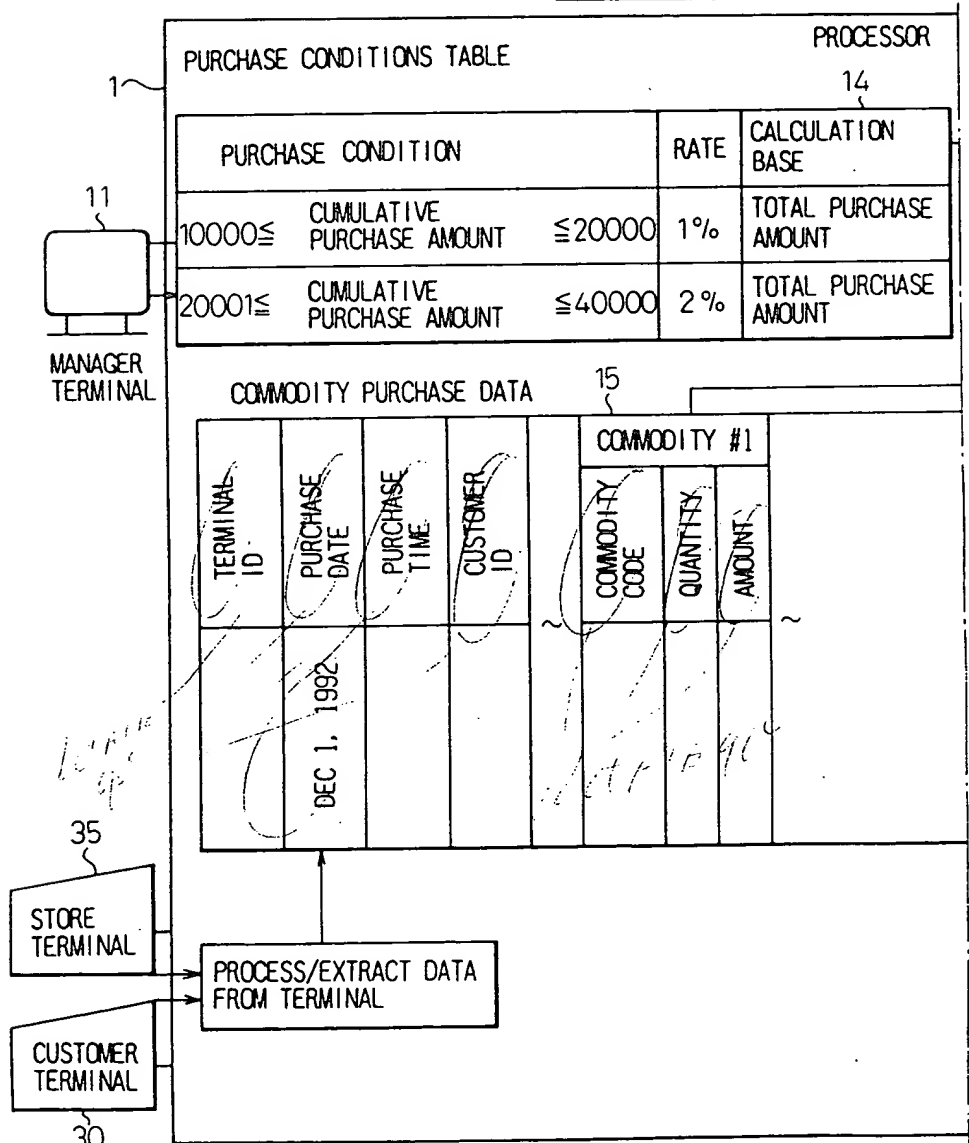 PROCESSOR
PURCHASE CONDITIONS TABLE
1
14
PURCHASE CONDITION
RATE
CALCULATION
BASE
10000≦ CUMULATIVE PURCHASE AMOUNT ≦20000
1%
TOTAL PURCHASE
AMOUNT
20001≦ CUMULATIVE PURCHASE AMOUNT ≦40000
2%
TOTAL PURCHASE
AMOUNT
11
MANAGER
TERMINAL
COMMODITY PURCHASE DATA
15
COMMODITY #1
TERMINAL
ID
PURCHASE
DATE
PURCHASE
TIME
CUSTOMER
ID
~
COMMODITY
CODE
QUANTITY
AMOUNT
~
DEC 1, 1992
35
STORE
TERMINAL
PROCESS/EXTRACT DATA
FROM TERMINAL
CUSTOMER
TERMINAL
30